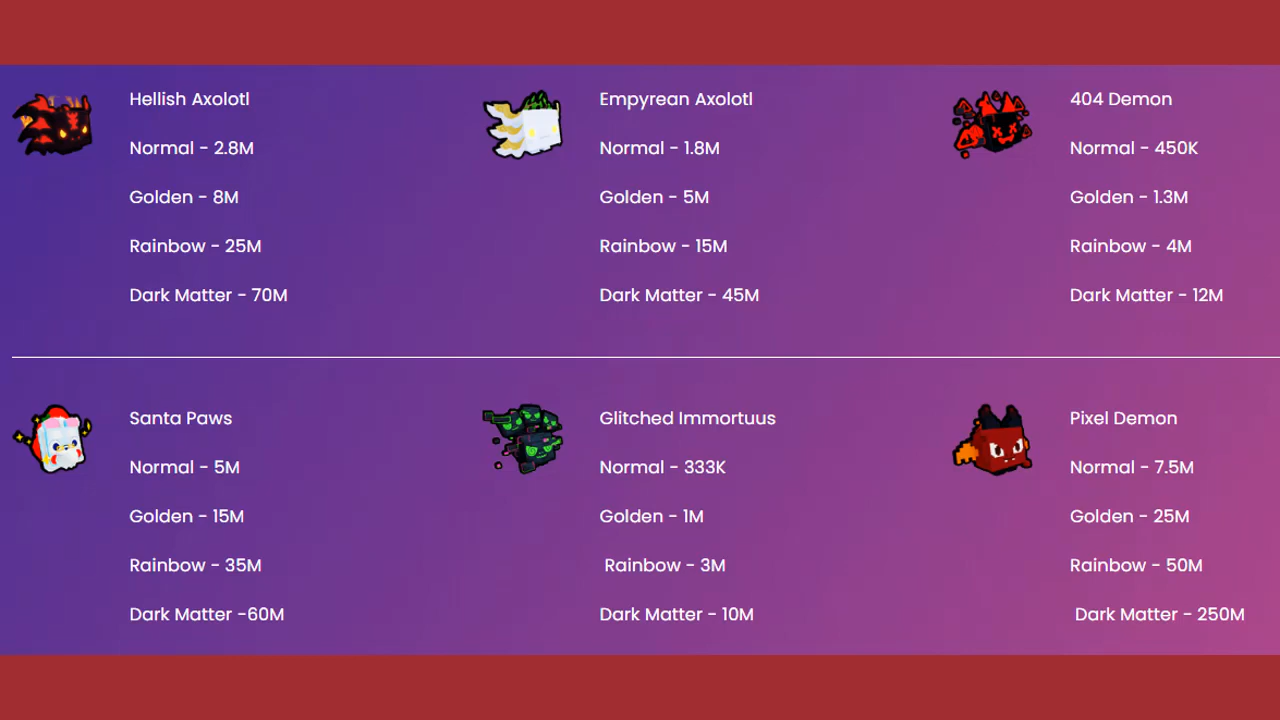 Hellish Axolotl
Normal - 2.8M
Golden - 8M
Rainbow - 25M
Dark Matter - 70M
Empyrean Axolotl
Normal - 1.8M
Golden - 5M
Rainbow - 15M
Dark Matter - 45M
404 Demon
Normal - 450K
Golden - 1.3M
Rainbow - 4M
Dark Matter - 12M
Santa Paws
Normal - 5M
Golden - 15M
Rainbow - 35M
Dark Matter -60M
Glitched Immortuus
Normal - 333K
Golden - 1M
Rainbow - 3M
Dark Matter - 10M
Pixel Demon
Normal - 7.5M
Golden - 25M
Rainbow - 50M
Dark Matter - 250M